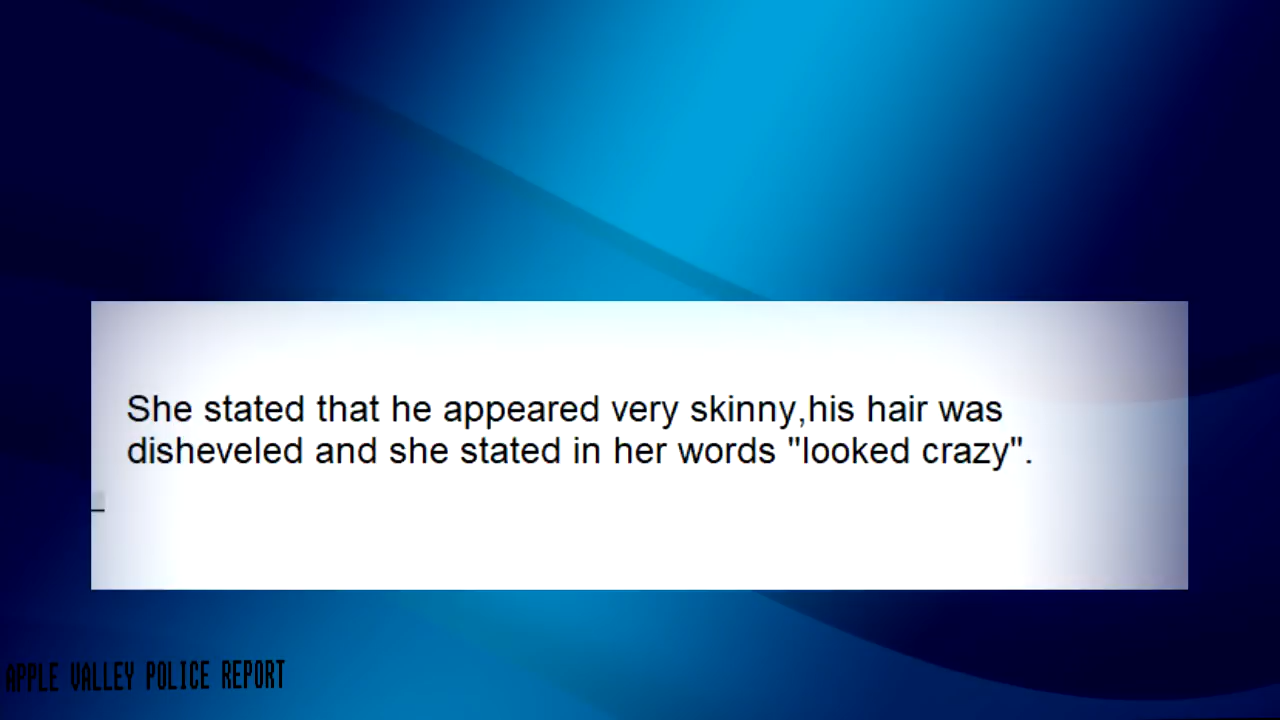 She stated that he appeared very skinny,his hair was
disheveled and she stated in her words "looked crazy".
APPLE VALLEY POLICE REPORT